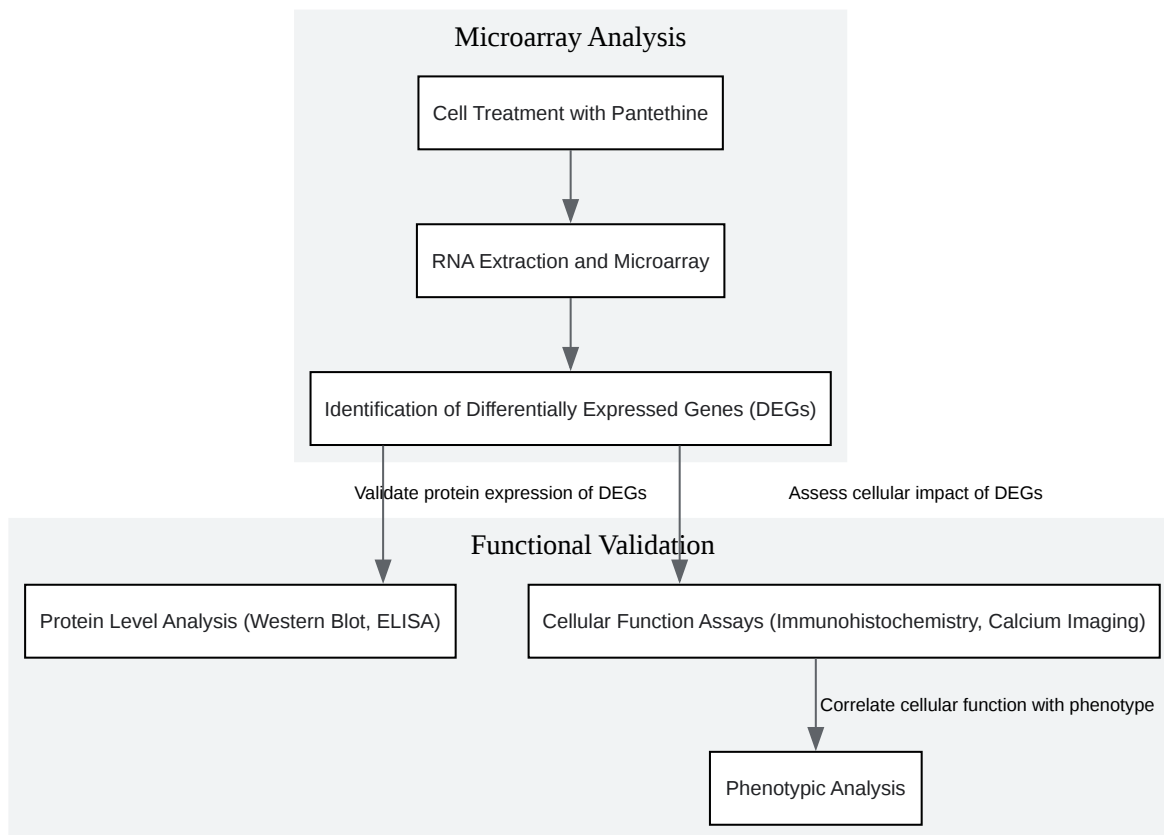 Microarray Analysis
Cell Treatment with Pantethine
RNA Extraction and Microarray
Identification of Differentially Expressed Genes (DEGs)
Validate protein expression of DEGs
Assess cellular impact of DEGs
Functional Validation
Protein Level Analysis (Western Blot, ELISA)
Cellular Function Assays (Immunohistochemistry, Calcium Imaging)
Correlate cellular function with phenotype
Phenotypic Analysis